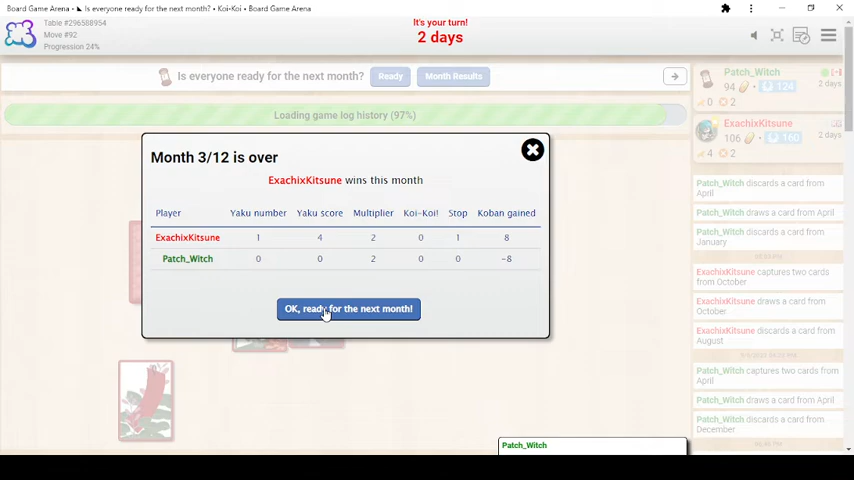 Board Game Arena • ◣ Is everyone ready for the next month? • Koi-Koi • Board Game Arena
Table #296588954
Move #92
Progression 24%
It's your turn!
2 days
Is everyone ready for the next month?
Ready
Month Results
Loading game log history (97%)
Patch_Witch
94 • 124
2 days
0 2
ExachixKitsune
106 • 160
2 days
4 2
Month 3/12 is over
ExachixKitsune wins this month
Player Yaku number Yaku score Multiplier Koi-Koi! Stop Koban gained
ExachixKitsune 1 4 2 0 1 8
Patch_Witch 0 0 2 0 0 -8
OK, ready for the next month!
Patch_Witch discards a card from
April
Patch_Witch draws a card from April
Patch_Witch discards a card from
January
ExachixKitsune captures two cards
from October
ExachixKitsune draws a card from
October
ExachixKitsune discards a card from
August
Patch_Witch captures two cards from
April
Patch_Witch draws a card from April
Patch_Witch discards a card from
December
Patch_Witch